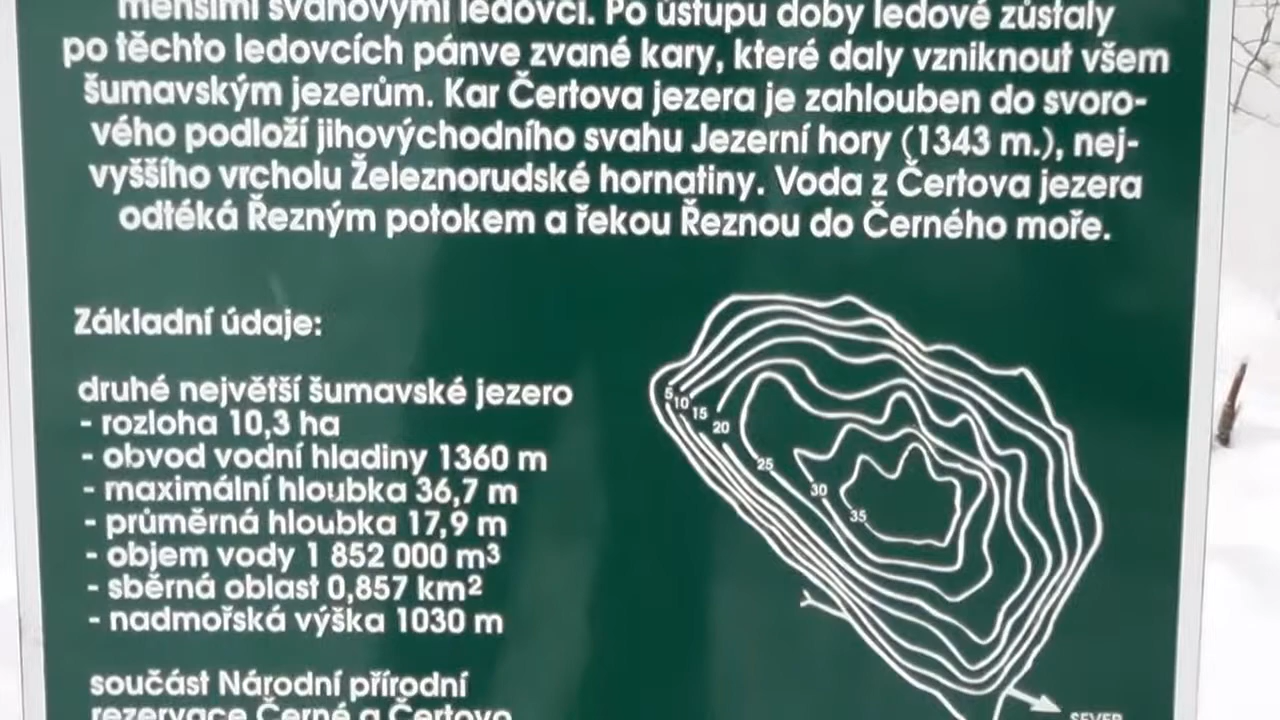 menšími svahovými ledovci. Po ústupu doby ledové zůstaly
po těchto ledovcích pánve zvané kary, které daly vzniknout všem
šumavským jezerům. Kar Čertova jezera je zahlouben do svoro-
vého podloží jihovýchodního svahu Jezerní hory (1343 m.), nej-
vyššího vrcholu Železnorudské hornatiny. Voda z Čertova jezera
odtéká Řezným potokem a řekou Řeznou do Černého moře.
Základní údaje:
druhé největší šumavské jezero
- rozloha 10,3 ha
- obvod vodní hladiny 1360 m
- maximální hloubka 36,7 m
- průměrná hloubka 17,9 m
- objem vody 1 852 000 m³
- sběrná oblast 0,857 km²
- nadmořská výška 1030 m
součást Národní přírodní
rezervace Černé a Čertovo
5
10
15
20
25
30
35
SEVER